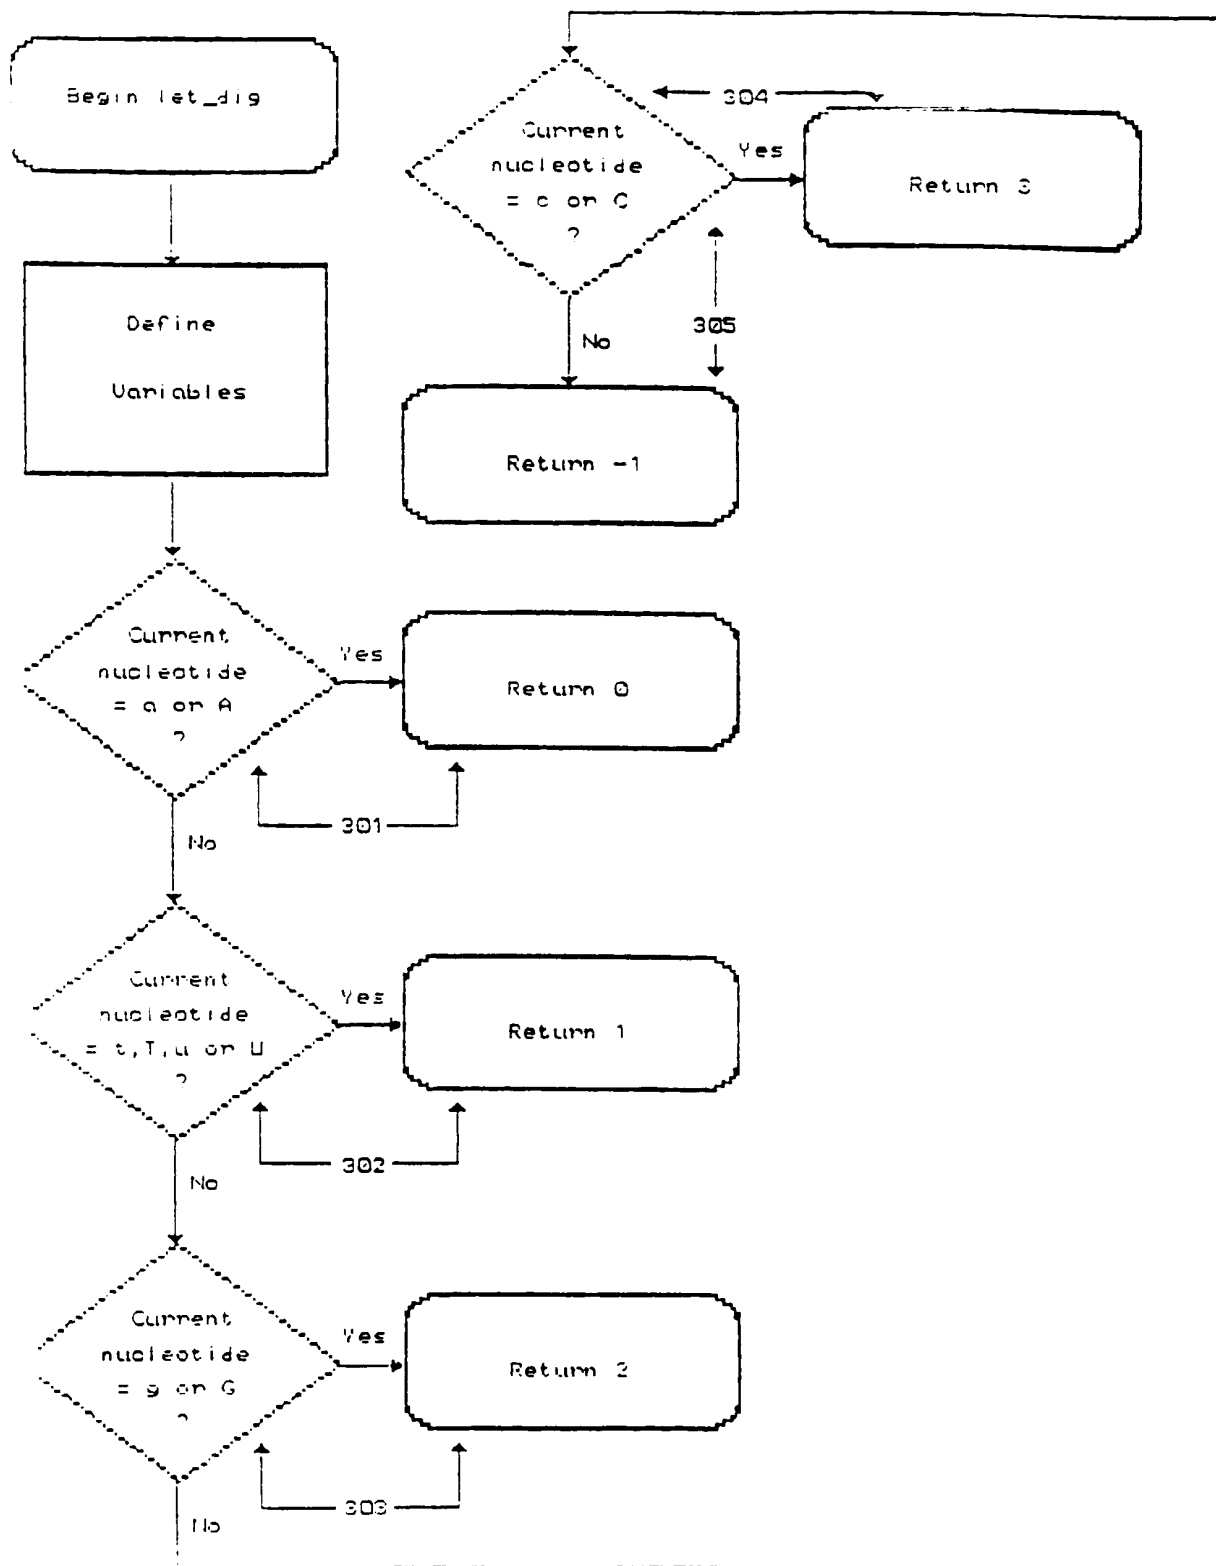 Begin let_dig
Define
Variables
Current
nucleotide
= a or A
?
Yes
Return 0
301
No
Current
nucleotide
= t,T,u or U
?
Yes
Return 1
302
No
Current
nucleotide
= g or G
?
Yes
Return 2
303
No
Current
nucleotide
= c or C
?
304
Yes
Return 3
305
No
Return -1